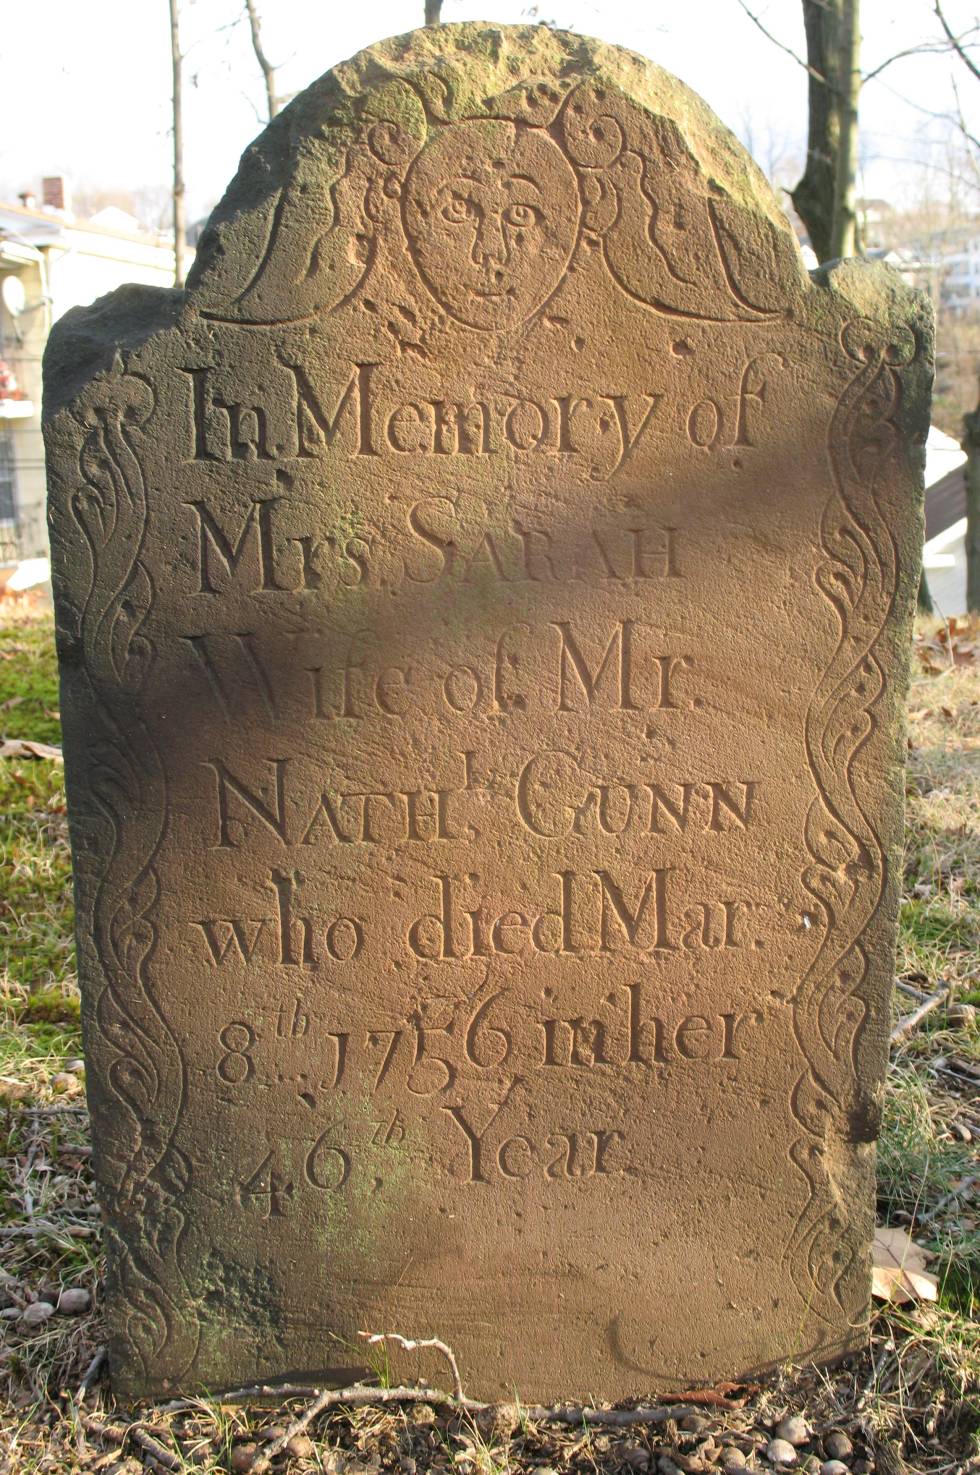 In Memory of
Mrs. SARAH
Wife of Mr.
NATHL. GUNN
who died Mar.
8th 1756 in her
46th, Year